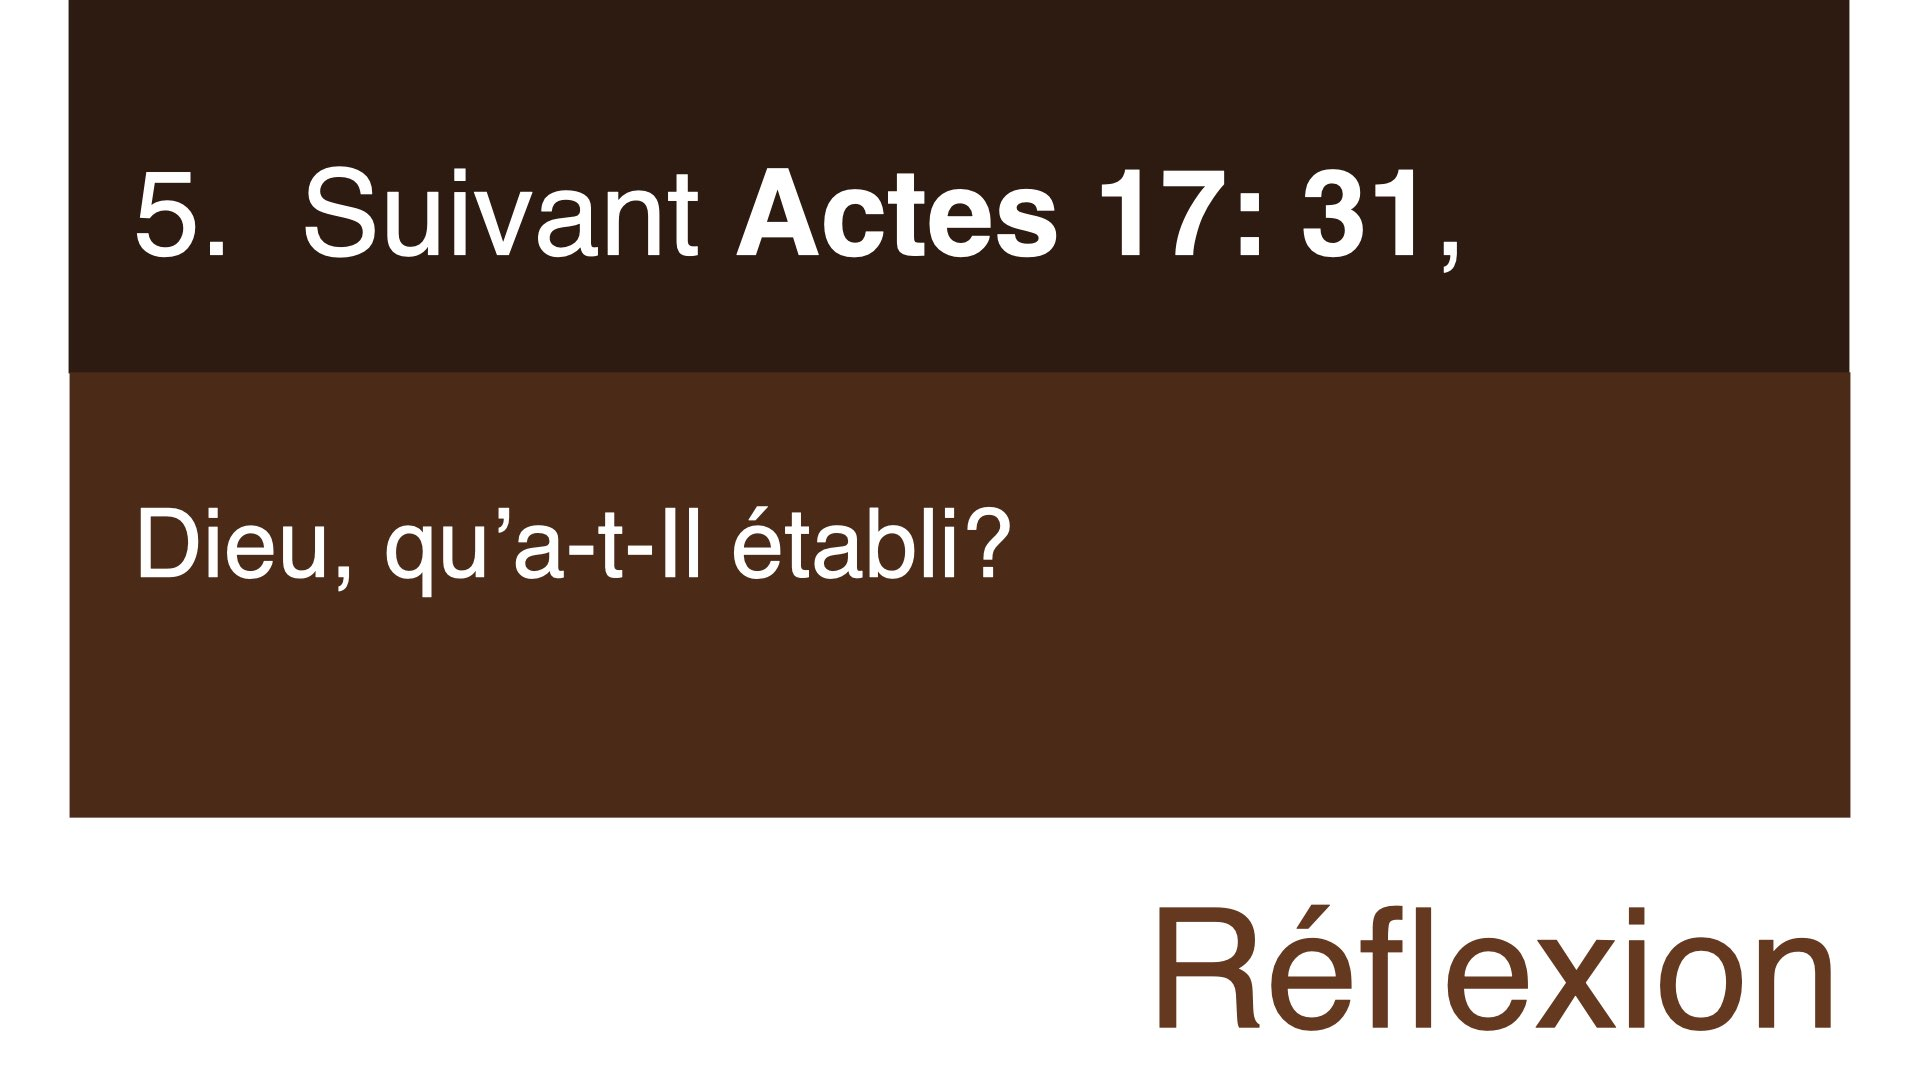 5. Suivant Actes 17: 31,
Dieu, qu’a-t-Il établi?
Réflexion